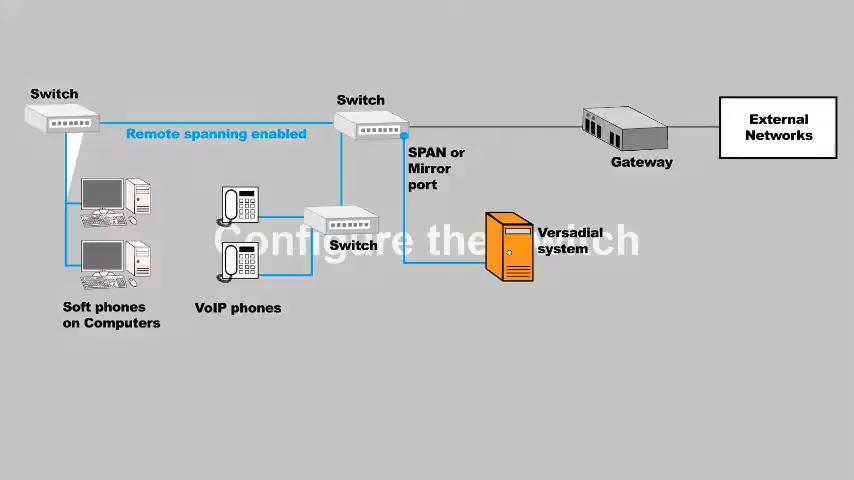 Switch
Switch
Remote spanning enabled
SPAN or
Mirror
port
Gateway
External
Networks
Configure the Switch
Switch
Versadial
system
Soft phones
on Computers
VoIP phones